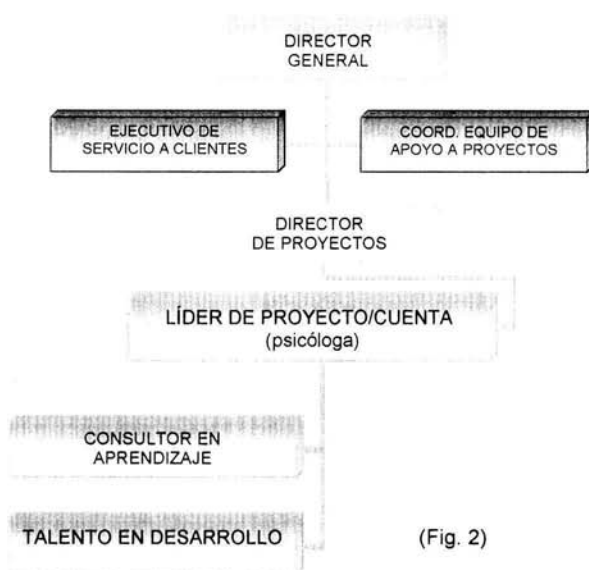 DIRECTOR
GENERAL
EJECUTIVO DE
SERVICIO A CLIENTES
COORD. EQUIPO DE
APOYO A PROYECTOS
DIRECTOR
DE PROYECTOS
LÍDER DE PROYECTO/CUENTA
(psicóloga)
CONSULTOR EN
APRENDIZAJE
TALENTO EN DESARROLLO
(Fig. 2)